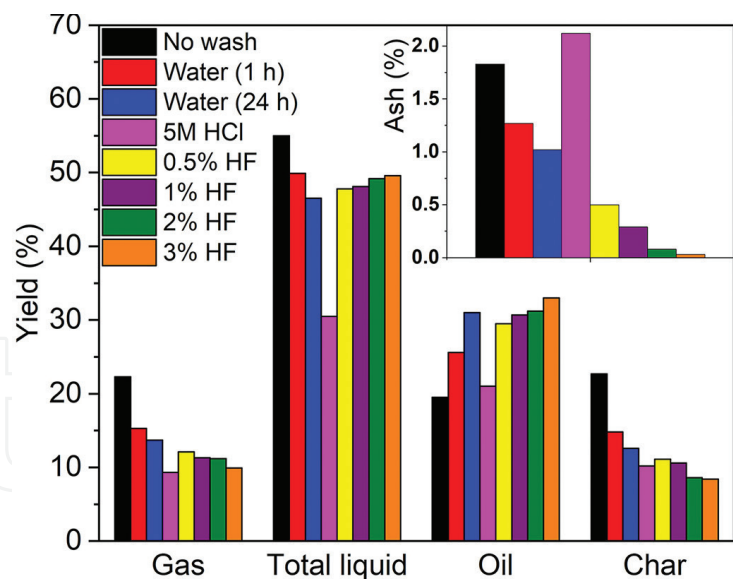 70
60
50
40
30
20
10
0
Yield (%)
No wash
Water (1 h)
Water (24 h)
5M HCl
0.5% HF
1% HF
2% HF
3% HF
2.0
1.5
1.0
0.5
0.0
Ash (%)
Gas Total liquid Oil Char